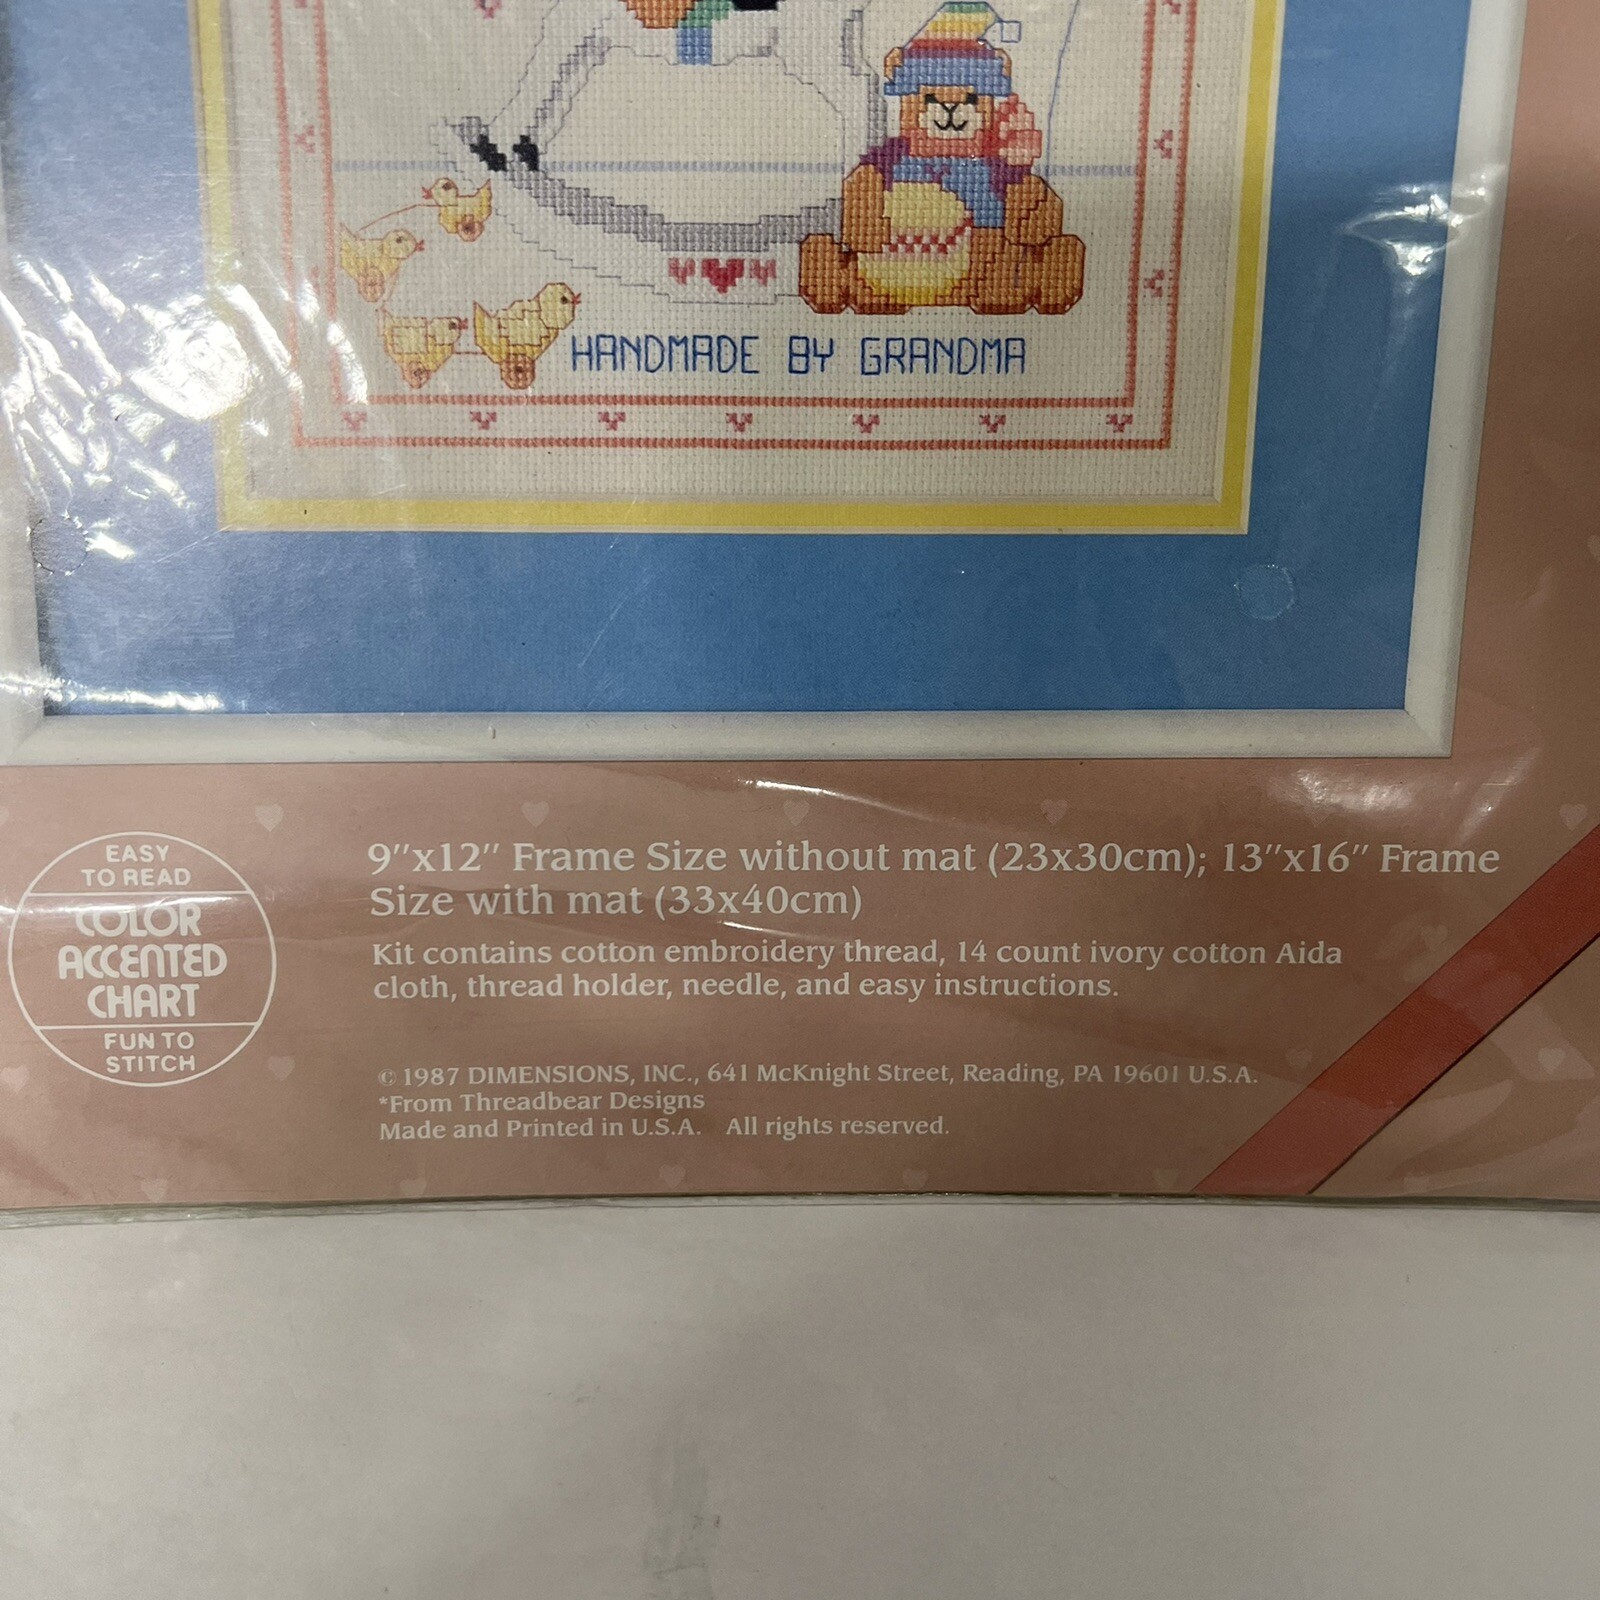 HANDMADE BY GRANDMA
EASY
TO READ
COLOR
ACCENTED
CHART
FUN TO
STITCH
9"x12" Frame Size without mat (23x30cm); 13"x16" Frame
Size with mat (33x40cm)
Kit contains cotton embroidery thread, 14 count ivory cotton Aida
cloth, thread holder, needle, and easy instructions.
© 1987 DIMENSIONS, INC., 641 McKnight Street, Reading, PA 19601 U.S.A.
*From Threadbear Designs
Made and Printed in U.S.A. All rights reserved.